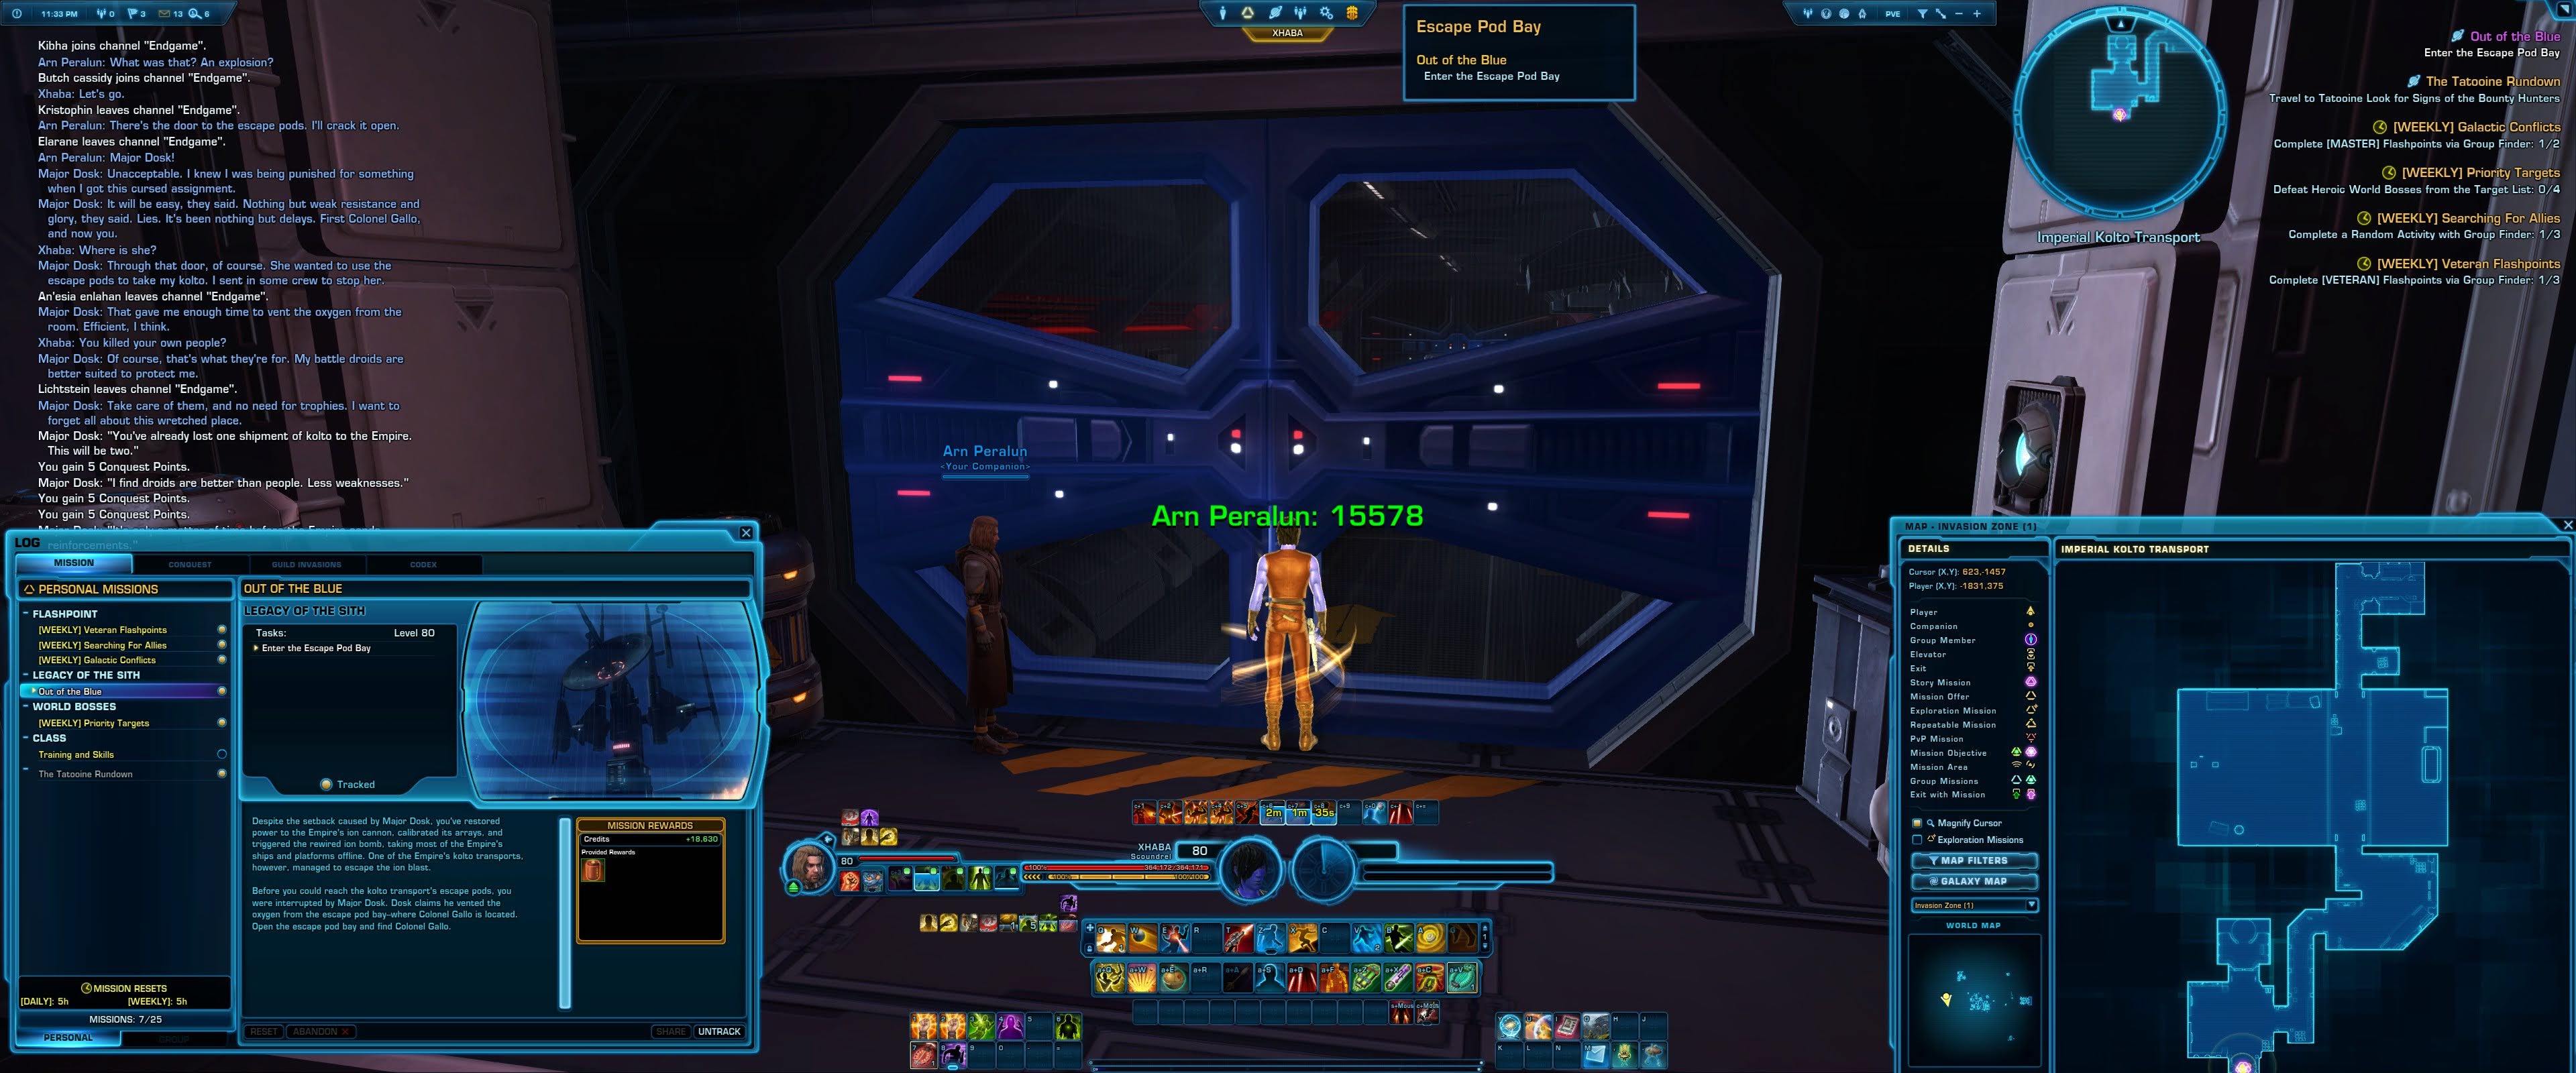 11:33 PM 0 3 13 6
XHABA
PVE
Kibha joins channel "Endgame".
Arn Peralun: What was that? An explosion?
Butch cassidy joins channel "Endgame".
Xhaba: Let's go.
Kristophin leaves channel "Endgame".
Arn Peralun: There's the door to the escape pods. I'll crack it open.
Elarane leaves channel "Endgame".
Arn Peralun: Major Dosk!
Major Dosk: Unacceptable. I knew I was being punished for something
when I got this cursed assignment.
Major Dosk: It will be easy, they said. Nothing but weak resistance and
glory, they said. Lies. It's been nothing but delays. First Colonel Gallo,
and now you.
Xhaba: Where is she?
Major Dosk: Through that door, of course. She wanted to use the
escape pods to take my kolto. I sent in some crew to stop her.
An'esia enlahan leaves channel "Endgame".
Major Dosk: That gave me enough time to vent the oxygen from the
room. Efficient, I think.
Xhaba: You killed your own people?
Major Dosk: Of course, that's what they're for. My battle droids are
better suited to protect me.
Lichtstein leaves channel "Endgame".
Major Dosk: Take care of them, and no need for trophies. I want to
forget all about this wretched place.
Major Dosk: "You've already lost one shipment of kolto to the Empire.
This will be two."
You gain 5 Conquest Points.
Major Dosk: "I find droids are better than people. Less weaknesses."
You gain 5 Conquest Points.
You gain 5 Conquest Points.
reinforcements."
Escape Pod Bay
Out of the Blue
Enter the Escape Pod Bay
Imperial Kolto Transport
Out of the Blue
Enter the Escape Pod Bay
The Tatooine Rundown
Travel to Tatooine Look for Signs of the Bounty Hunters
[WEEKLY] Galactic Conflicts
Complete [MASTER] Flashpoints via Group Finder: 1/2
[WEEKLY] Priority Targets
Defeat Heroic World Bosses from the Target List: 0/4
[WEEKLY] Searching For Allies
Complete a Random Activity with Group Finder: 1/3
[WEEKLY] Veteran Flashpoints
Complete [VETERAN] Flashpoints via Group Finder: 1/3
Arn Peralun
<Your Companion>
Arn Peralun: 15578
LOG
MISSION CONQUEST GUILD INVASIONS CODEX
PERSONAL MISSIONS
FLASHPOINT
[WEEKLY] Veteran Flashpoints
[WEEKLY] Searching For Allies
[WEEKLY] Galactic Conflicts
LEGACY OF THE SITH
Out of the Blue
WORLD BOSSES
[WEEKLY] Priority Targets
CLASS
Training and Skills
The Tatooine Rundown
MISSION RESETS
[DAILY]: 5h [WEEKLY]: 5h
MISSIONS: 7/25
PERSONAL GROUP
OUT OF THE BLUE
LEGACY OF THE SITH
Tasks: Level 80
Enter the Escape Pod Bay
Tracked
Despite the setback caused by Major Dosk, you've restored
power to the Empire's ion cannon, calibrated its arrays, and
triggered the rewired ion bomb, taking most of the Empire's
ships and platforms offline. One of the Empire's kolto transports,
however, managed to escape the ion blast.
Before you could reach the kolto transport's escape pods, you
were interrupted by Major Dosk. Dosk claims he vented the
oxygen from the escape pod bay-where Colonel Gallo is located.
Open the escape pod bay and find Colonel Gallo.
MISSION REWARDS
Credits +18,630
Provided Rewards
RESET ABANDON SHARE UNTRACK
2m 1m 35s
80
XHABA
Scoundrel
80
100%
100%
MAP - INVASION ZONE (1)
DETAILS
Cursor (X,Y): 623,-1457
Player (X,Y): -1831,375
Player
Companion
Group Member
Elevator
Exit
Story Mission
Mission Offer
Exploration Mission
Repeatable Mission
PvP Mission
Mission Objective
Mission Area
Group Missions
Exit with Mission
Magnify Cursor
Exploration Missions
MAP FILTERS
GALAXY MAP
Invasion Zone (1)
WORLD MAP
IMPERIAL KOLTO TRANSPORT